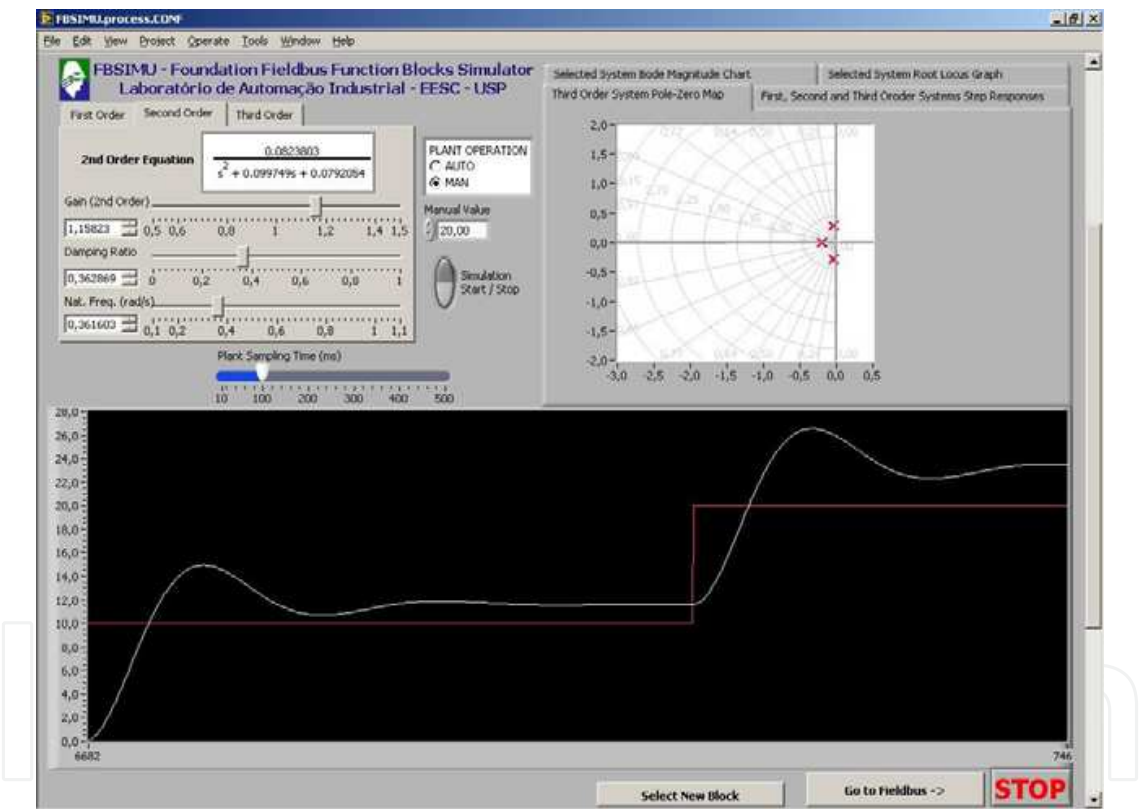 FBSIMU.process.CONF
File Edit View Project Operate Tools Window Help
FBSIMU - Foundation Fieldbus Function Blocks Simulator
Laboratório de Automação Industrial - EESC - USP
First Order Second Order Third Order
2nd Order Equation
0.0823803
s^2 + 0.099749s + 0.0792054
Gain (2nd Order)
1,15823
0,5 0,6 0,8 1 1,2 1,4 1,5
Damping Ratio
0,362869
0 0,2 0,4 0,6 0,8 1
Nat. Freq. (rad/s)
0,361603
0,1 0,2 0,4 0,6 0,8 1 1,1
PLANT OPERATION
AUTO
MAN
Manual Value
20,00
Simulation
Start / Stop
Plant Sampling Time (ms)
10 100 200 300 400 500
Selected System Bode Magnitude Chart
Selected System Root Locus Graph
Third Order System Pole-Zero Map
First, Second and Third Oroder Systems Step Responses
2,0
1,5
1,0
0,5
0,0
-0,5
-1,0
-1,5
-2,0
-3,0 -2,5 -2,0 -1,5 -1,0 -0,5 0,0 0,5
28,0
26,0
24,0
22,0
20,0
18,0
16,0
14,0
12,0
10,0
8,0
6,0
4,0
2,0
0,0
6682
746
Select New Block
Go to Fieldbus ->
STOP